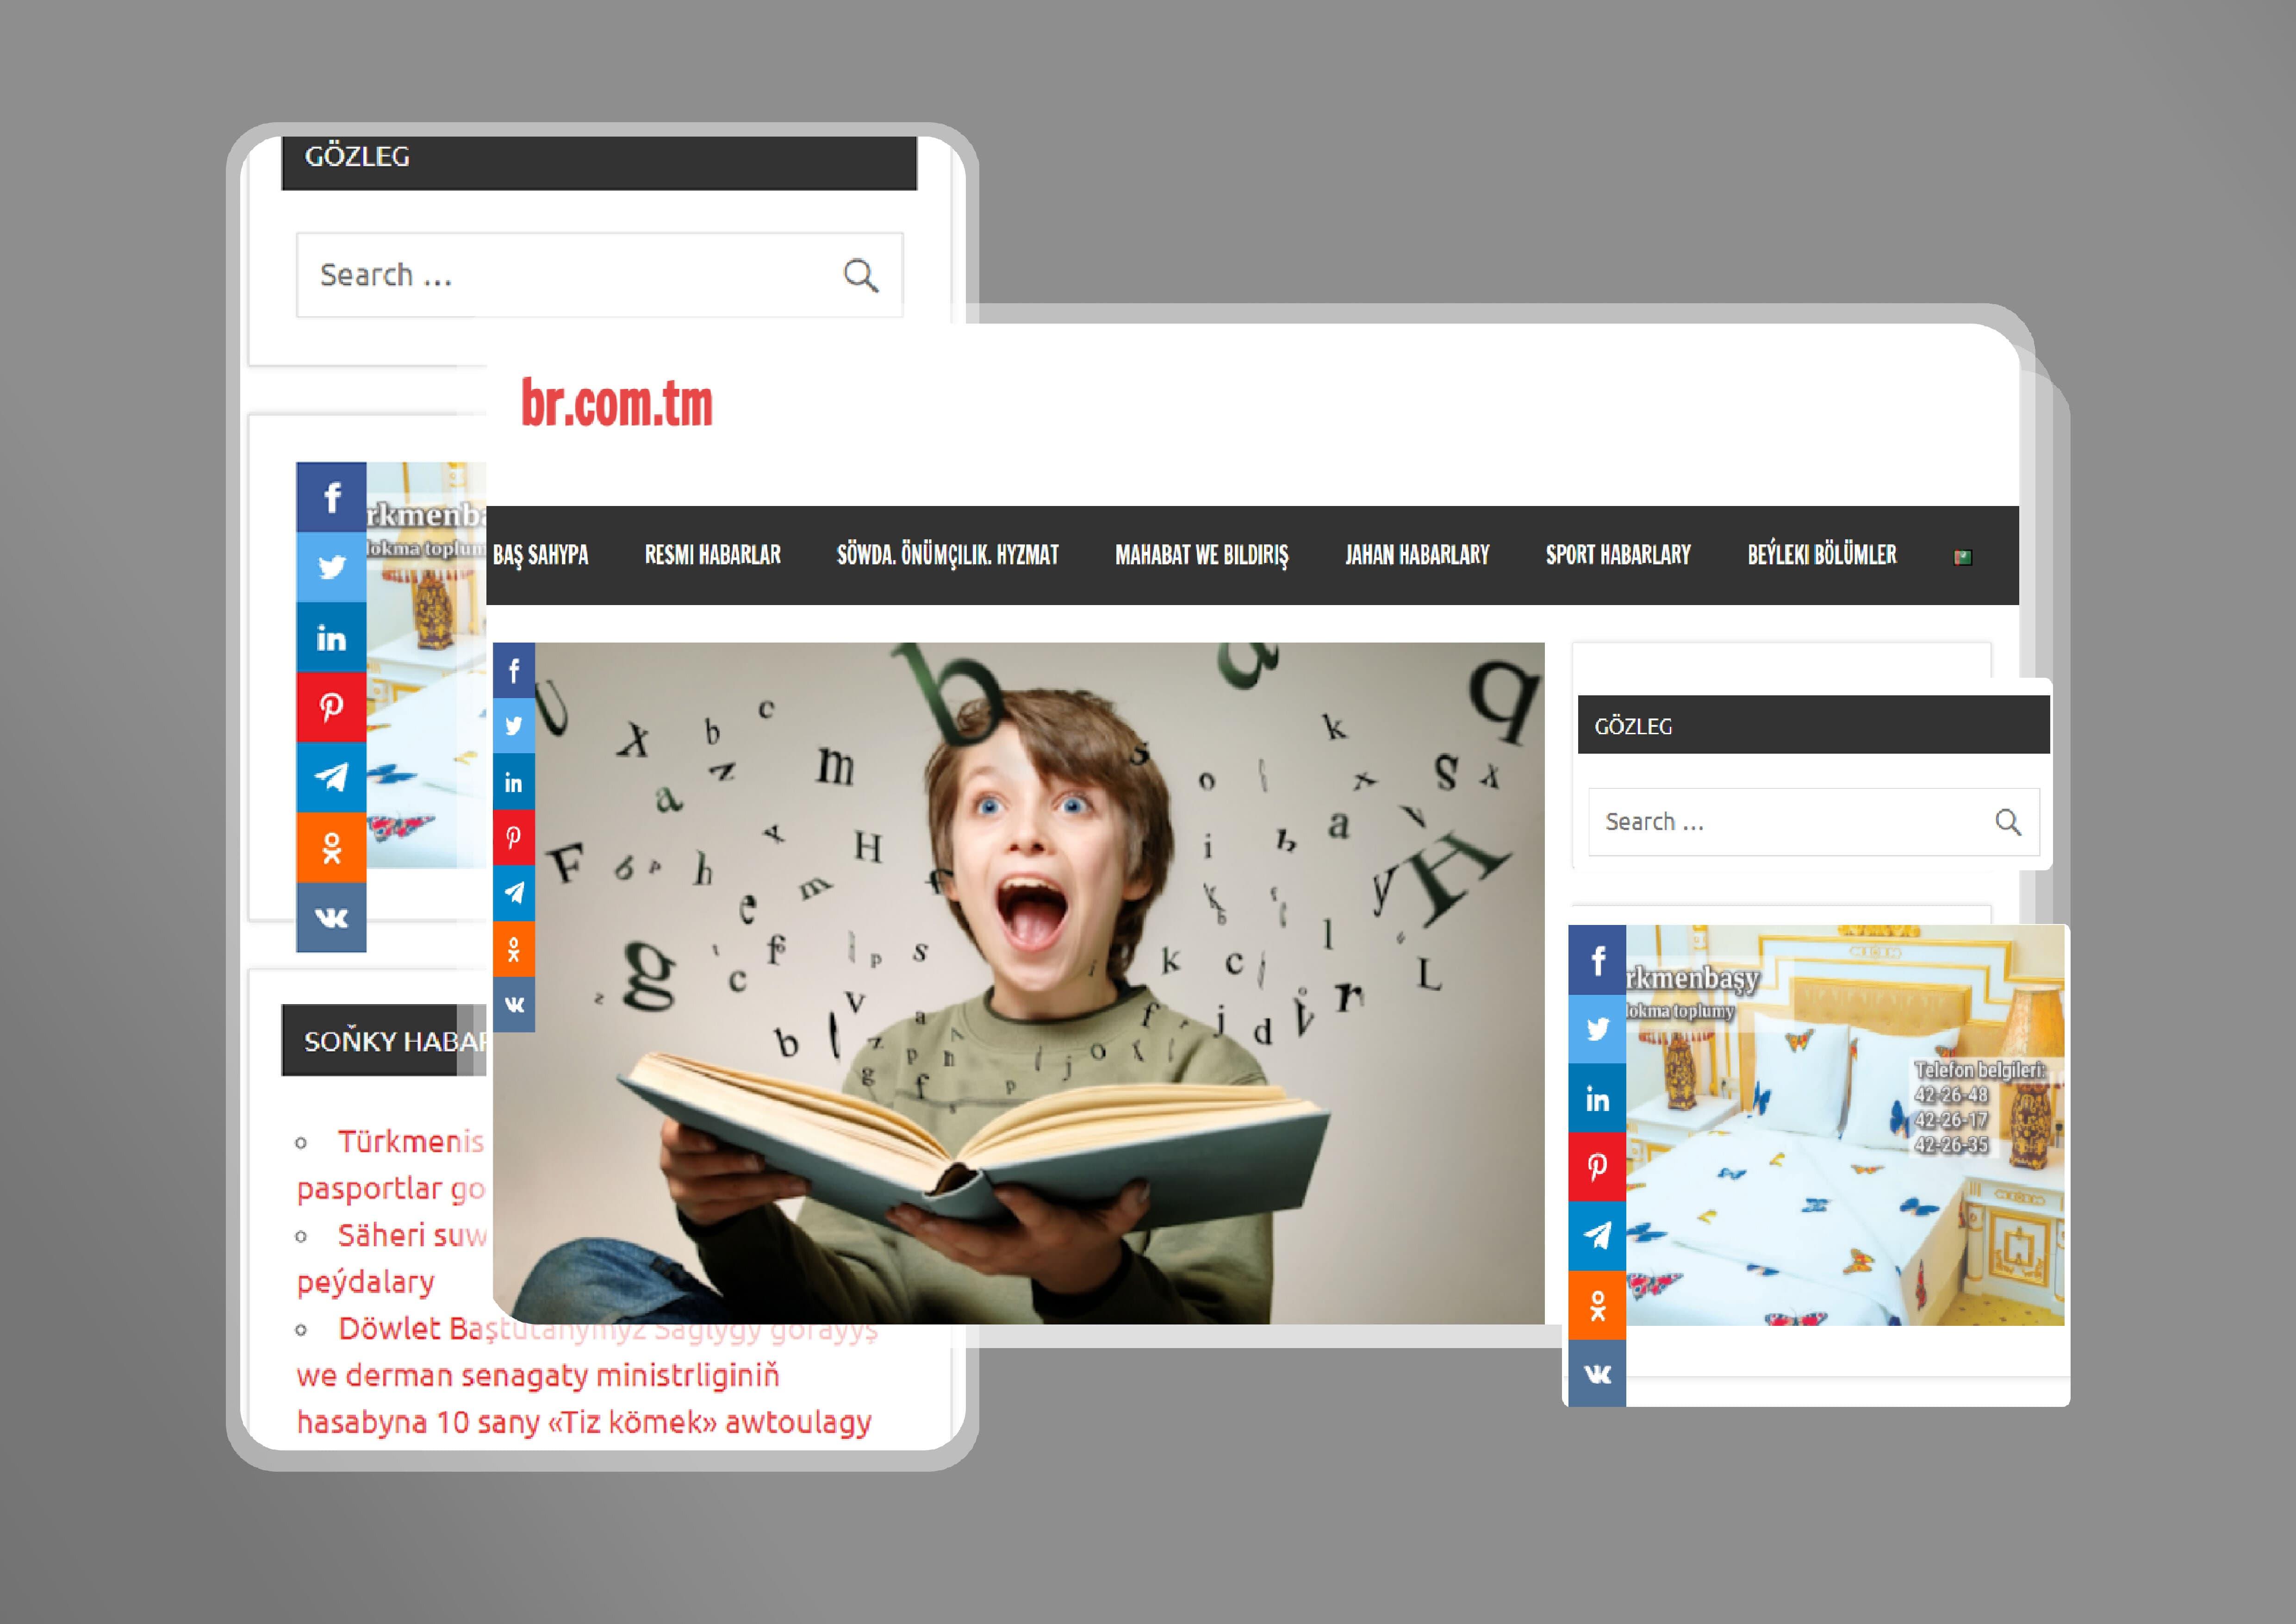 GÖZLEG
Search ...
br.com.tm
BAŞ SAHYPA RESMI HABARLAR SÖWDA. ÖNÜMÇILIK. HYZMAT MAHABAT WE BILDIRIŞ JAHAN HABARLARY SPORT HABARLARY BEÝLEKI BÖLÜMLER
rkmenb
lokma toplum
GÖZLEG
Search ...
rkmenbaşy
lokma toplumy
Telefon belgileri:
42-26-48
42-26-17
42-26-35
SOŇKY HABAR
Türkmenis
pasportlar go
Säheri suw
peýdalary
Döwlet Baştutanymyz Saglygy goraýyş
we derman senagaty ministrliginiň
hasabyna 10 sany «Tiz kömek» awtoulagy